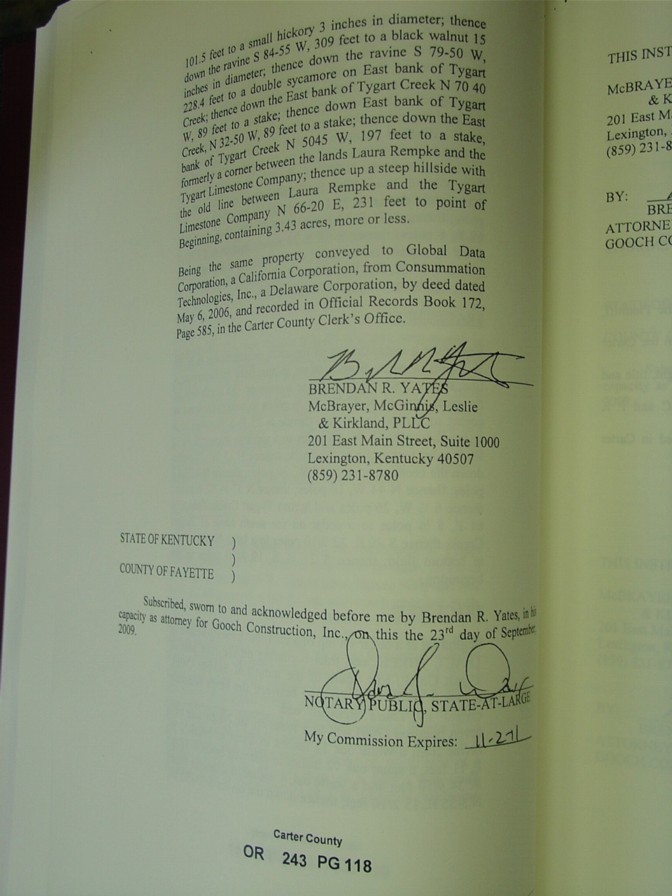 101.5 feet to a small hickory 3 inches in diameter; thence
down the ravine S 84-55 W, 309 feet to a black walnut 15
inches in diameter; thence down the ravine S 79-50 W,
228.4 feet to a double sycamore on East bank of Tygart
Creek; thence down the East bank of Tygart Creek N 70 40
W, 89 feet to a stake; thence down East bank of Tygart
Creek, N 32-50 W, 89 feet to a stake; thence down the East
bank of Tygart Creek N 5045 W, 197 feet to a stake,
formerly a corner between the lands Laura Rempke and the
Tygart Limestone Company; thence up a steep hillside with
the old line between Laura Rempke and the Tygart
Limestone Company N 66-20 E, 231 feet to point of
Beginning, containing 3.43 acres, more or less.
Being the same property conveyed to Global Data
Corporation, a California Corporation, from Consummation
Technologies, Inc., a Delaware Corporation, by deed dated
May 6, 2006, and recorded in Official Records Book 172,
Page 585, in the Carter County Clerk's Office.
BRENDAN R. YATES
McBrayer, McGinnis, Leslie
& Kirkland, PLLC
201 East Main Street, Suite 1000
Lexington, Kentucky 40507
(859) 231-8780
STATE OF KENTUCKY )
)
COUNTY OF FAYETTE )
Subscribed, sworn to and acknowledged before me by Brendan R. Yates, in his
capacity as attorney for Gooch Construction, Inc., on this the 23rd day of September,
2009.
NOTARY PUBLIC, STATE-AT-LARGE
My Commission Expires:
Carter County
OR 243 PG 118
THIS INST
McBRAYE
& K
201 East M
Lexington,
(859) 231-8
BY:
BRE
ATTORNE
GOOCH CO